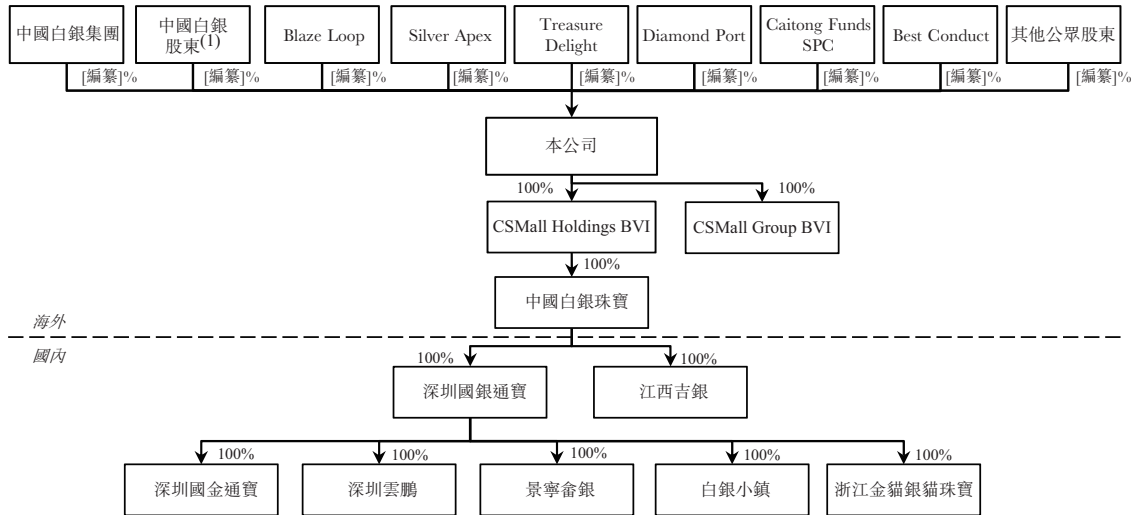 中國白銀集團
中國白銀
股東(1)
Blaze Loop
Silver Apex
Treasure
Delight
Diamond Port
Caitong Funds
SPC
Best Conduct
其他公眾股東
[編纂]%
[編纂]%
[編纂]%
[編纂]%
[編纂]%
[編纂]%
[編纂]%
[編纂]%
[編纂]%
本公司
100%
100%
CSMall Holdings BVI
CSMall Group BVI
100%
中國白銀珠寶
海外
國內
100%
100%
深圳國銀通寶
江西吉銀
100%
100%
100%
100%
100%
深圳國金通寶
深圳雲鵬
景寧畲銀
白銀小鎮
浙江金貓銀貓珠寶